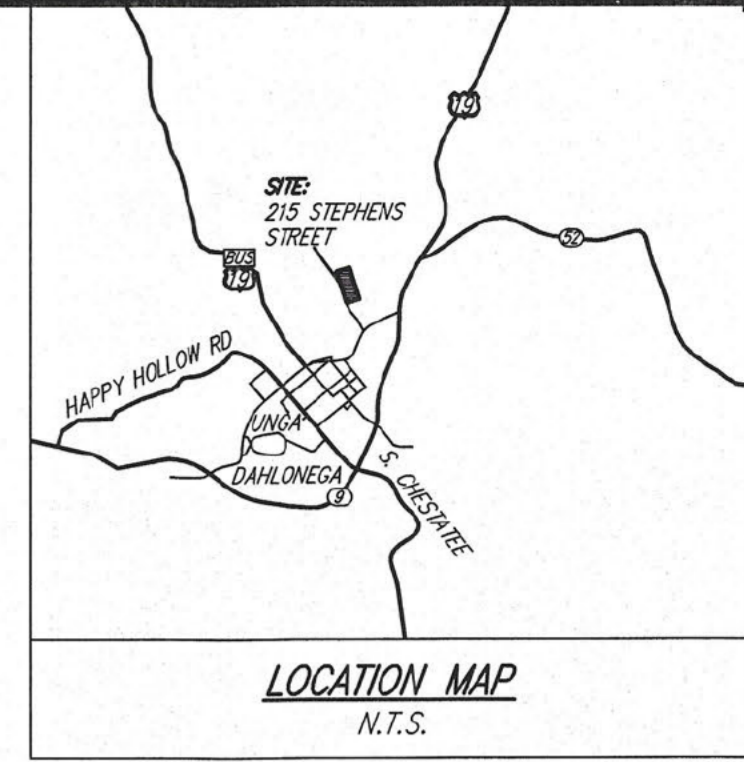 19
SITE:
215 STEPHENS
STREET
52
BUS
19
HAPPY HOLLOW RD
UNGA
DAHLONEGA
9
S. CHESTATEE
LOCATION MAP
N.T.S.